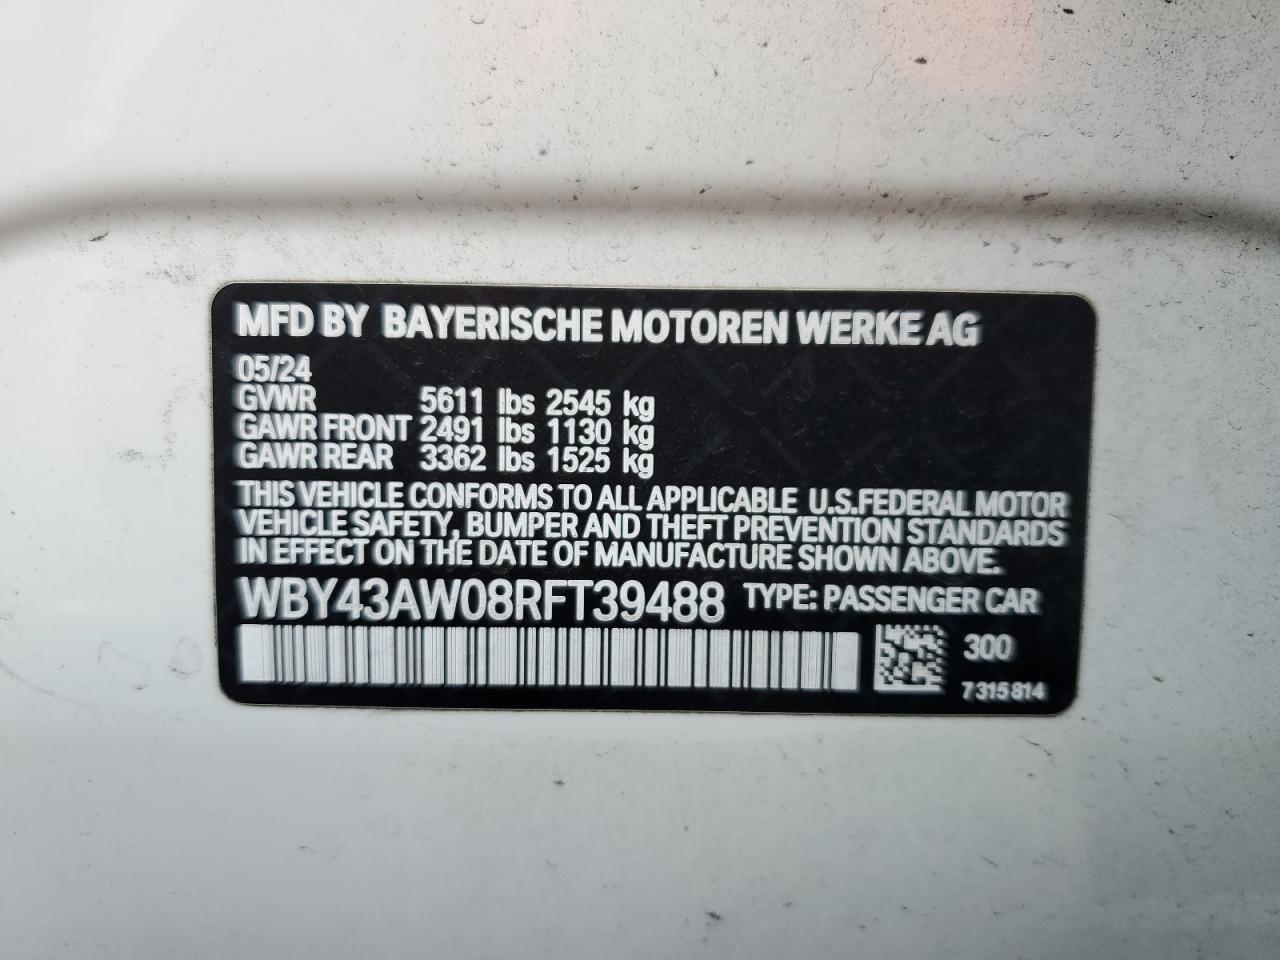 MFD BY BAYERISCHE MOTOREN WERKE AG
05/24
GVWR 5611 lbs 2545 kg
GAWR FRONT 2491 lbs 1130 kg
GAWR REAR 3362 lbs 1525 kg
THIS VEHICLE CONFORMS TO ALL APPLICABLE U.S.FEDERAL MOTOR
VEHICLE SAFETY, BUMPER AND THEFT PREVENTION STANDARDS
IN EFFECT ON THE DATE OF MANUFACTURE SHOWN ABOVE.
WBY43AW08RFT39488 TYPE: PASSENGER CAR
300
7 315 814